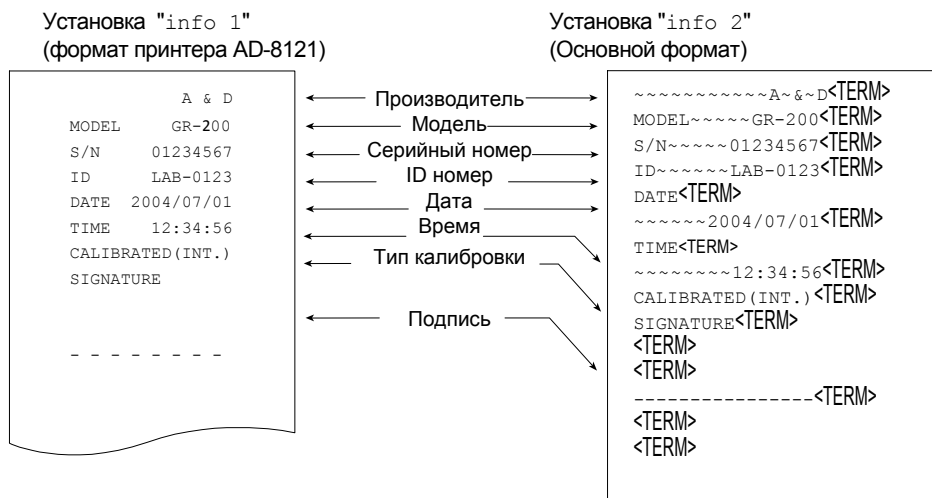 Установка "info 1"
(формат принтера AD-8121)
A & D
MODEL GR-200
S/N 01234567
ID LAB-0123
DATE 2004/07/01
TIME 12:34:56
CALIBRATED(INT.)
SIGNATURE
- - - - - - - -
Производитель
Модель
Серийный номер
ID номер
Дата
Время
Тип калибровки
Подпись
Установка "info 2"
(Основной формат)
~~~~~~~~~~~A~&~D<TERM>
MODEL~~~~~GR-200<TERM>
S/N~~~~~01234567<TERM>
ID~~~~~~LAB-0123<TERM>
DATE<TERM>
~~~~~~2004/07/01<TERM>
TIME<TERM>
~~~~~~~~12:34:56<TERM>
CALIBRATED(INT.)<TERM>
SIGNATURE<TERM>
<TERM>
<TERM>
----------------<TERM>
<TERM>
<TERM>